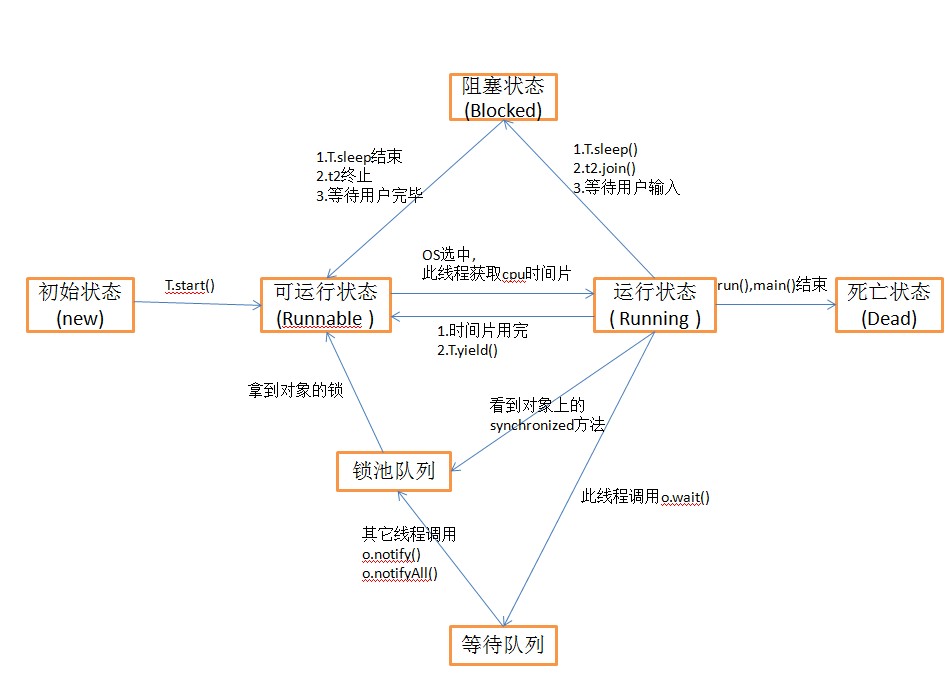 阻塞状态
(Blocked)
1.T.sleep结束
2.t2终止
3.等待用户完毕
1.T.sleep()
2.t2.join()
3.等待用户输入
OS选中,
此线程获取cpu时间片
初始状态
(new)
T.start()
可运行状态
(Runnable )
运行状态
( Running )
run(),main()结束
死亡状态
(Dead)
1.时间片用完
2.T.yield()
拿到对象的锁
看到对象上的
synchronized方法
锁池队列
此线程调用o.wait()
其它线程调用
o.notify()
o.notifyAll()
等待队列